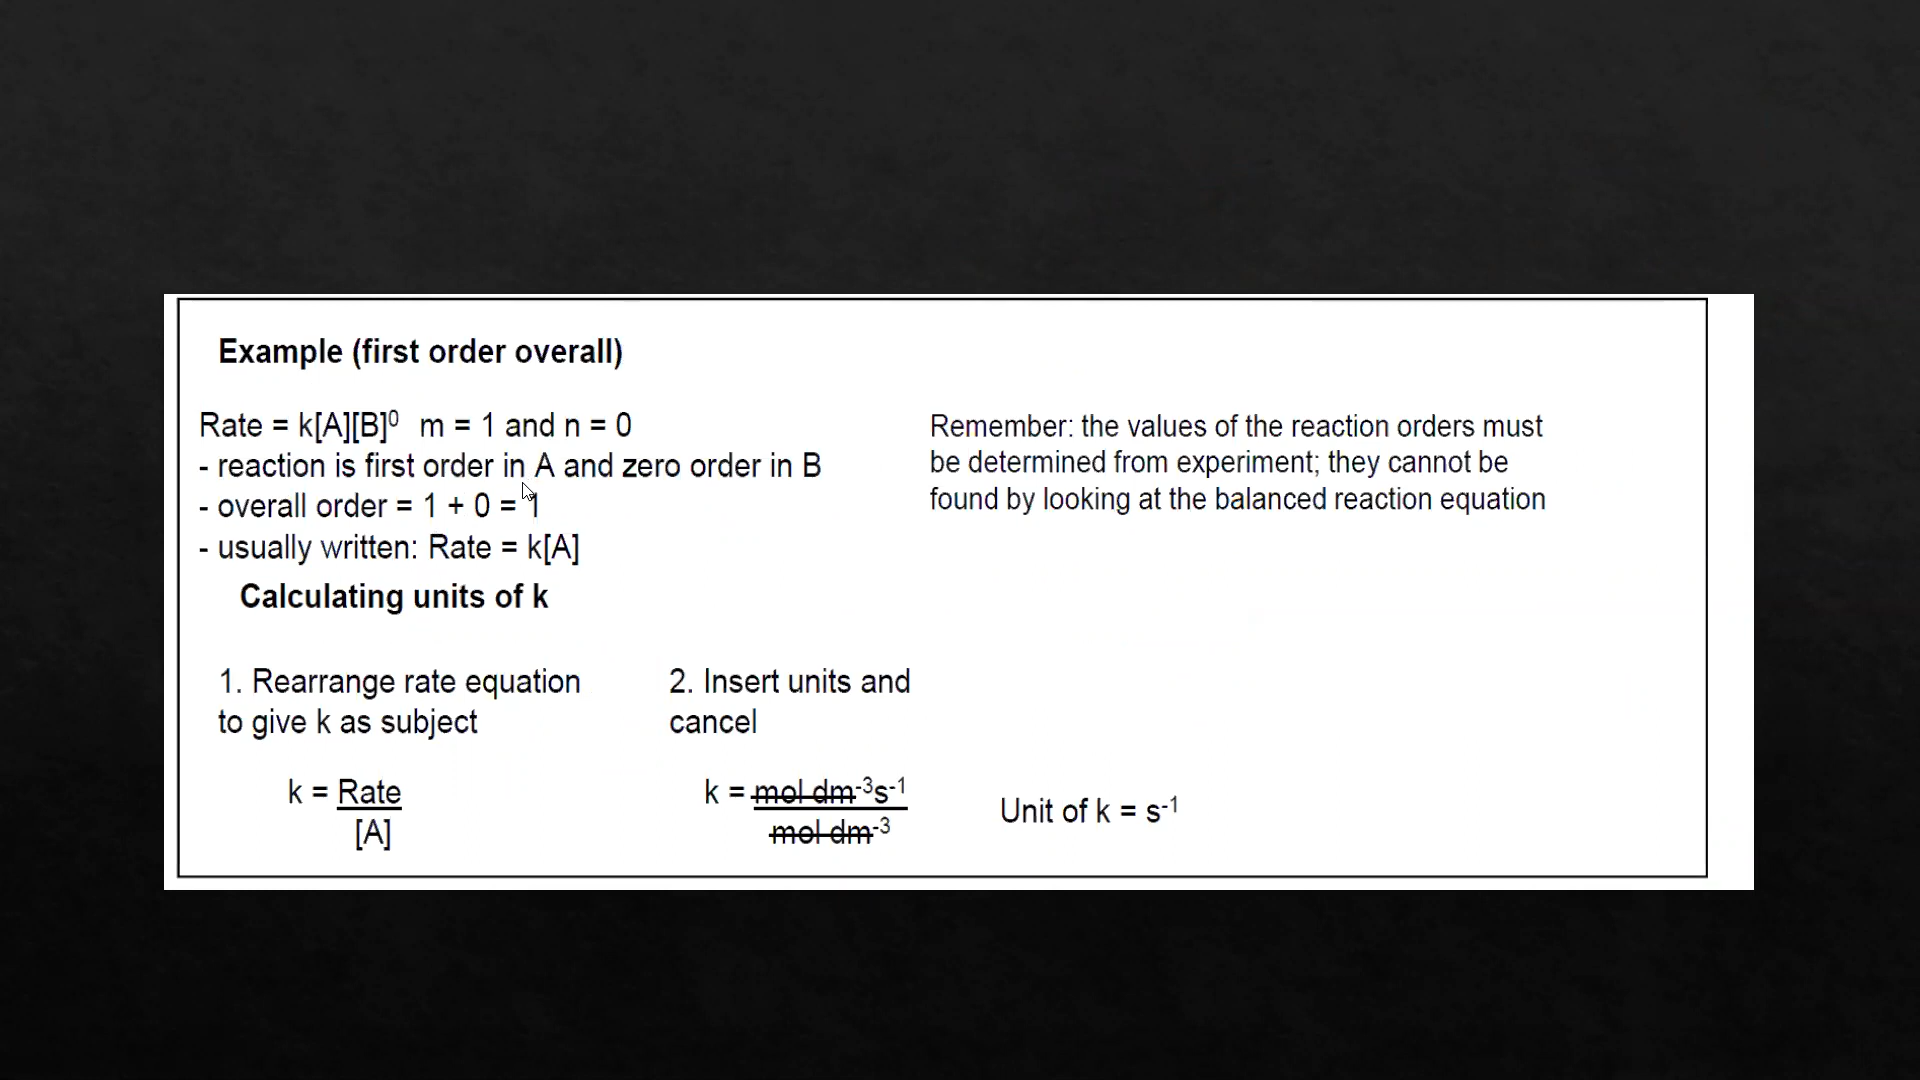 Example (first order overall)
Rate = k[A][B]⁰ m = 1 and n = 0
- reaction is first order in A and zero order in B
- overall order = 1 + 0 = 1
- usually written: Rate = k[A]
Remember: the values of the reaction orders must
be determined from experiment; they cannot be
found by looking at the balanced reaction equation
Calculating units of k
1. Rearrange rate equation
to give k as subject
k = Rate
[A]
2. Insert units and
cancel
k = mol dm⁻³s⁻¹
mol dm⁻³
Unit of k = s⁻¹